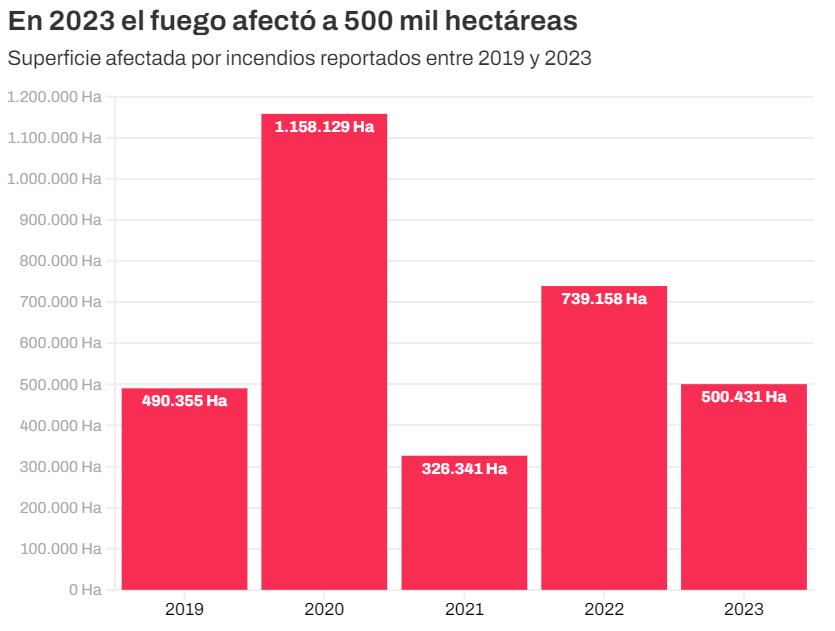 En 2023 el fuego afectó a 500 mil hectáreas
Superficie afectada por incendios reportados entre 2019 y 2023
1.200.000 Ha
1.100.000 Ha
1.000.000 Ha
900.000 Ha
800.000 Ha
700.000 Ha
600.000 Ha
500.000 Ha
400.000 Ha
300.000 Ha
200.000 Ha
100.000 Ha
0 Ha
490.355 Ha
1.158.129 Ha
326.341 Ha
739.158 Ha
500.431 Ha
2019 2020 2021 2022 2023